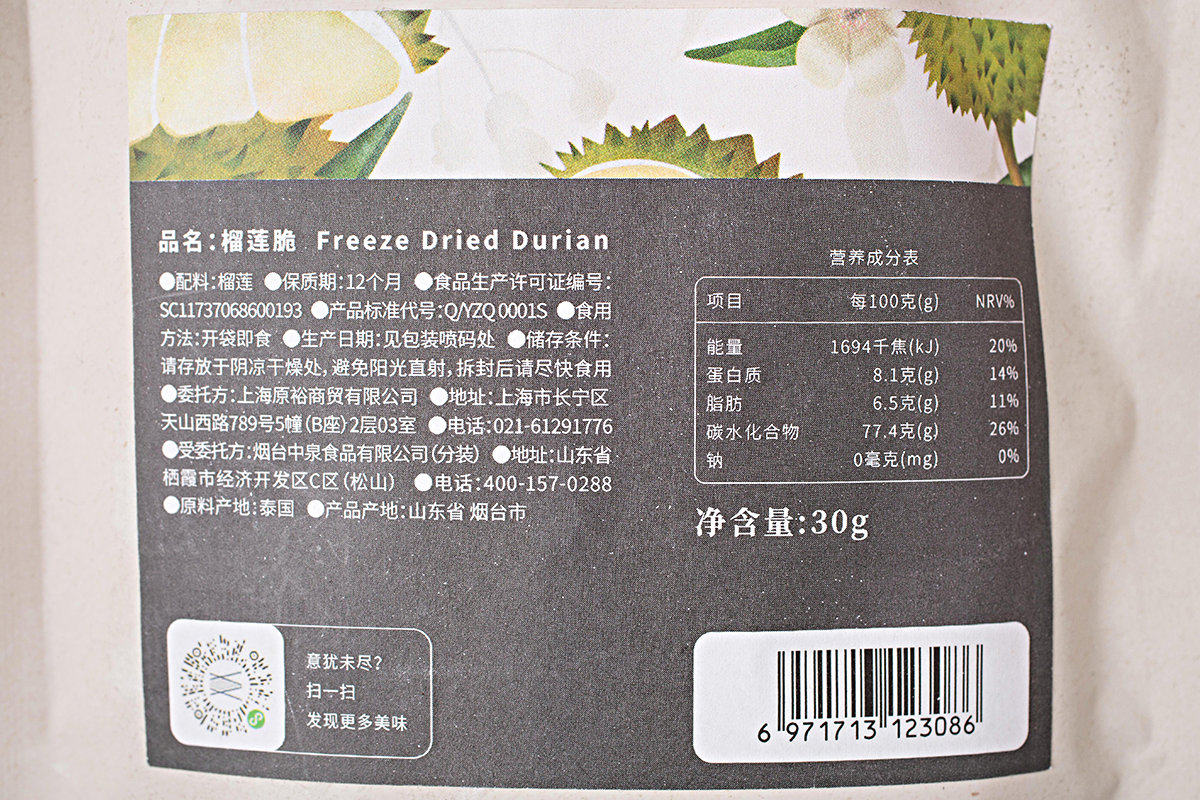 品名:榴莲脆 Freeze Dried Durian
●配料:榴莲 ●保质期:12个月 ●食品生产许可证编号:
SC11737068600193 ●产品标准代号:Q/YZQ 0001S ●食用
方法:开袋即食 ●生产日期:见包装喷码处 ●储存条件:
请存放于阴凉干燥处,避免阳光直射,拆封后请尽快食用
●委托方:上海原裕商贸有限公司 ●地址:上海市长宁区
天山西路789号5幢(B座)2层03室 ●电话:021-61291776
●受委托方:烟台中泉食品有限公司(分装) ●地址:山东省
栖霞市经济开发区C区(松山) ●电话:400-157-0288
●原料产地:泰国 ●产品产地:山东省 烟台市
营养成分表
项目 每100克(g) NRV%
能量 1694千焦(kJ) 20%
蛋白质 8.1克(g) 14%
脂肪 6.5克(g) 11%
碳水化合物 77.4克(g) 26%
钠 0毫克(mg) 0%
净含量:30g
意犹未尽?
扫一扫
发现更多美味
6 971713 123086